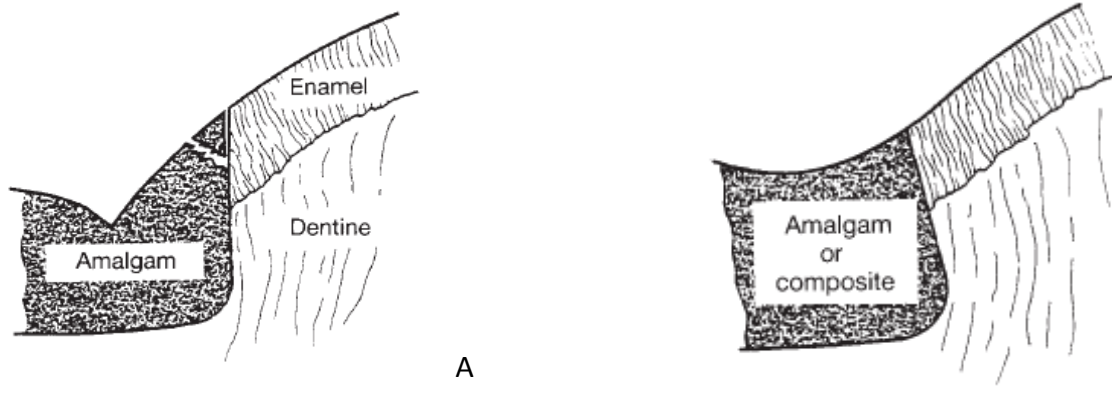 Enamel
Dentine
Amalgam
Amalgam
or
composite
A